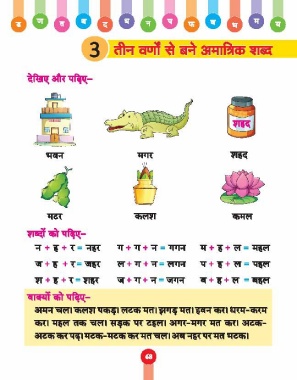 3 तीन वर्णों से बने अमात्रिक शब्द
देखिए और पढ़िए–
शहद
भवन मगर शहद
मटर कलश कमल
शब्दों को पढ़िए–
न + ह + र = नहर ग + ग + न = गगन म + ह + ल = महल
ज + ह + र = जहर ल + ग + न = लगन प + ह + ल = पहल
श + ह + र = शहर ज + ग + न = जगन ब + ह + ल = बहल
वाक्यों को पढ़िए–
अमन चल। कलश पकड़। लटक मत। झगड़ मत। हवन कर। धरम-करम
कर। महल तक चल। सड़क पर टहल। अगर-मगर मत कर। अटक-
अटक कर पढ़। मटक-मटक कर मत चल। अब नहर पर मत भटक।